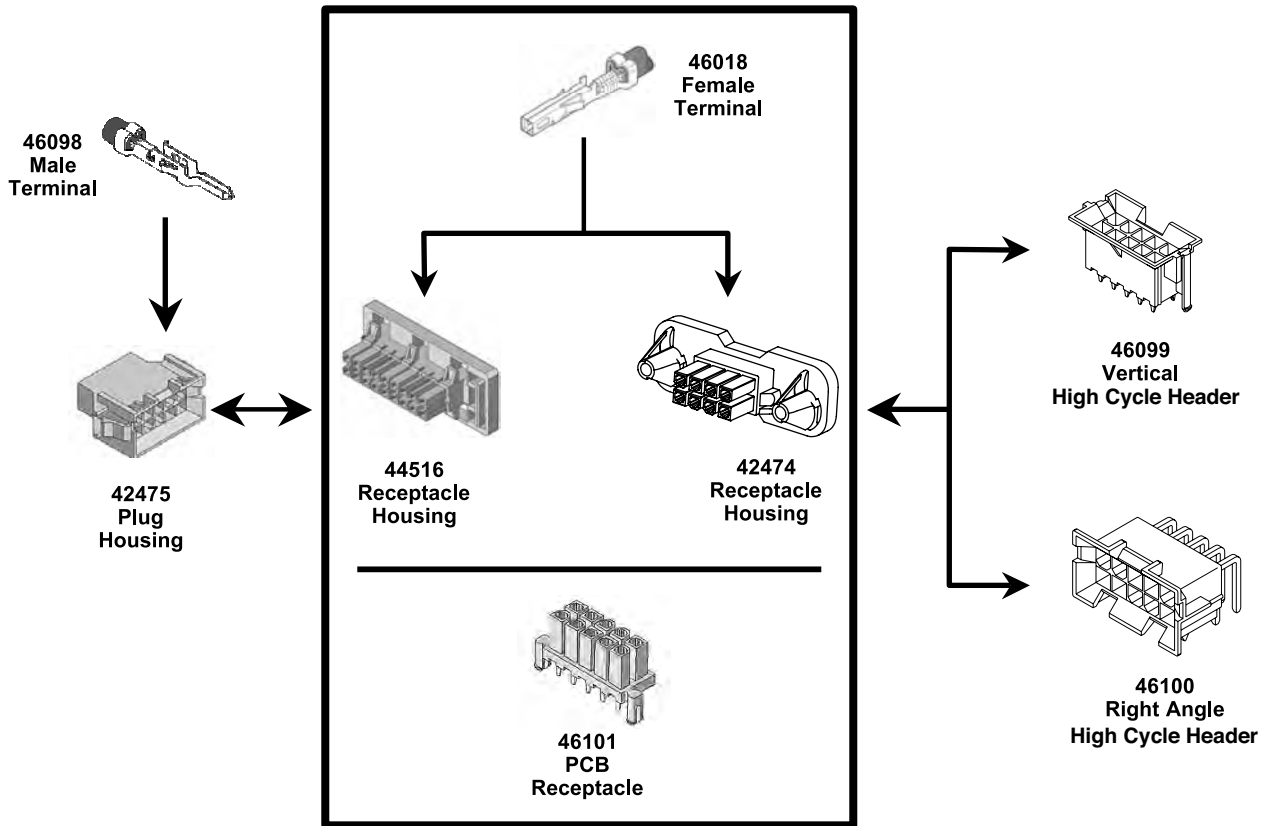 46018
Female
Terminal
46098
Male
Terminal
44516
Receptacle
Housing
42474
Receptacle
Housing
42475
Plug
Housing
46099
Vertical
High Cycle Header
46101
PCB
Receptacle
46100
Right Angle
High Cycle Header